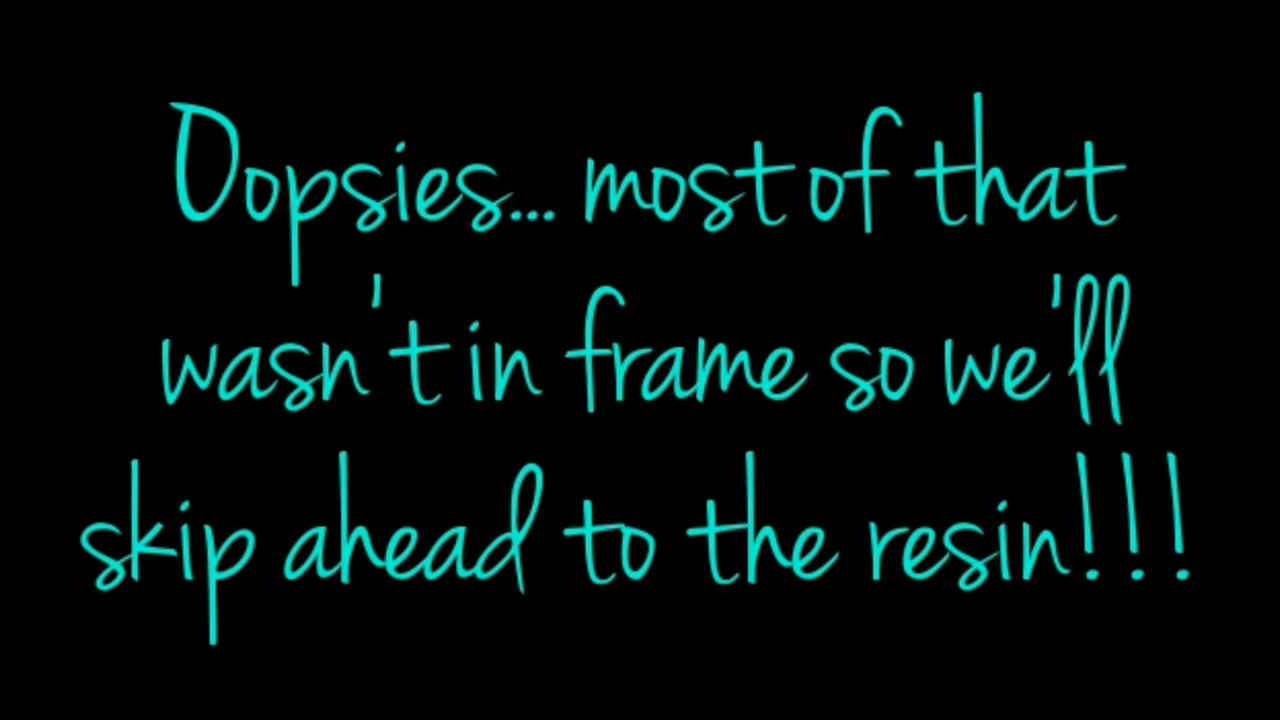 Oopsies... most of that
wasn't in frame so we'll
skip ahead to the resin!!!